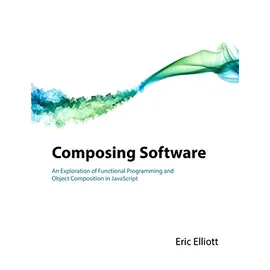 Composing Software
An Exploration of Functional Programming and
Object Composition in JavaScript
Eric Elliott